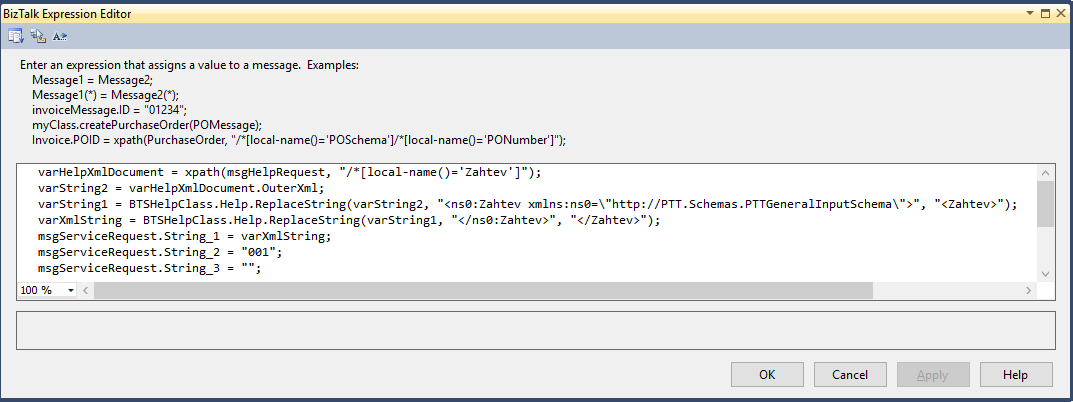 BizTalk Expression Editor
A
Enter an expression that assigns a value to a message. Examples:
Message1 = Message2;
Message1(*) = Message2(*);
invoiceMessage.ID = "01234";
myClass.createPurchaseOrder(POMessage);
Invoice.POID = xpath(PurchaseOrder, "/*[local-name()='POSchema']/*[local-name()='PONumber']");
varHelpXmlDocument = xpath(msgHelpRequest, "/*[local-name()='Zahtev']");
varString2 = varHelpXmlDocument.OuterXml;
varString1 = BTSHelpClass.Help.ReplaceString(varString2, "<ns0:Zahtev xmlns:ns0=\"http://PTT.Schemas.PTTGeneralInputSchema\">", "<Zahtev>");
varXmlString = BTSHelpClass.Help.ReplaceString(varString1, "</ns0:Zahtev>", "</Zahtev>");
msgServiceRequest.String_1 = varXmlString;
msgServiceRequest.String_2 = "001";
msgServiceRequest.String_3 = "";
100 %
OK Cancel Apply Help